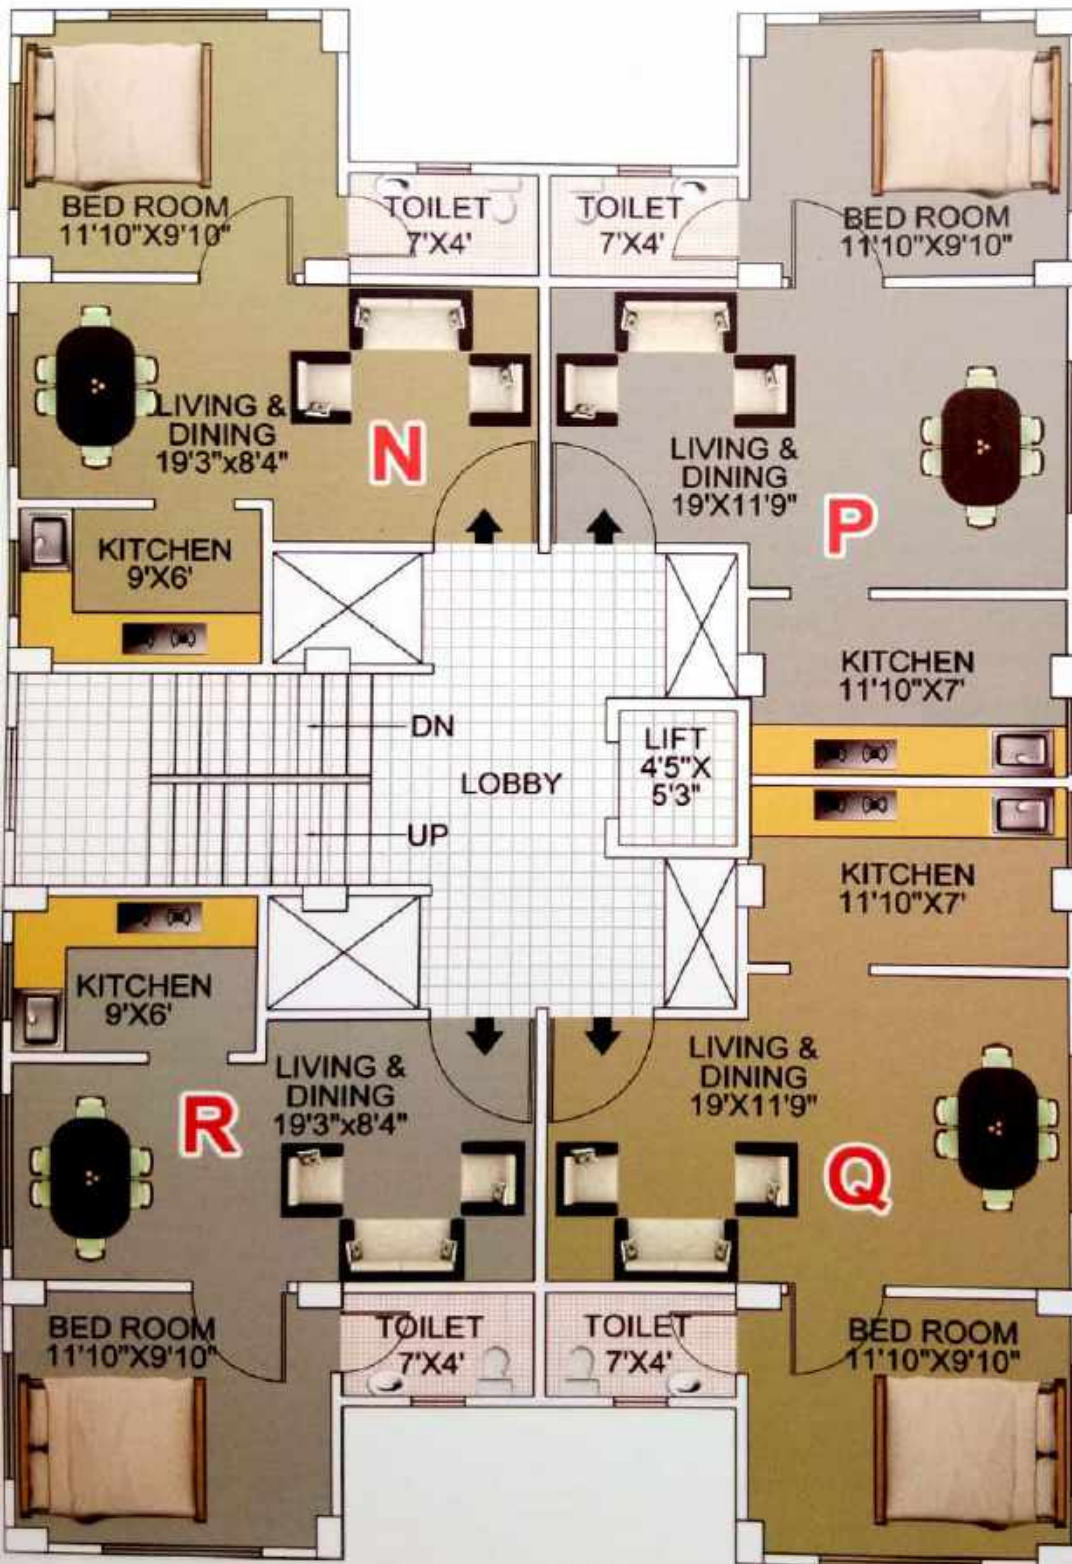 BED ROOM
11'10"X9'10"
TOILET
7'X4'
TOILET
7'X4'
BED ROOM
11'10"X9'10"
LIVING &
DINING
19'3"x8'4"
N
LIVING &
DINING
19'X11'9"
P
KITCHEN
9'X6'
KITCHEN
11'10"X7'
DN
LOBBY
UP
LIFT
4'5"X
5'3"
KITCHEN
11'10"X7'
KITCHEN
9'X6'
LIVING &
DINING
19'3"x8'4"
R
LIVING &
DINING
19'X11'9"
Q
BED ROOM
11'10"X9'10"
TOILET
7'X4'
TOILET
7'X4'
BED ROOM
11'10"X9'10"